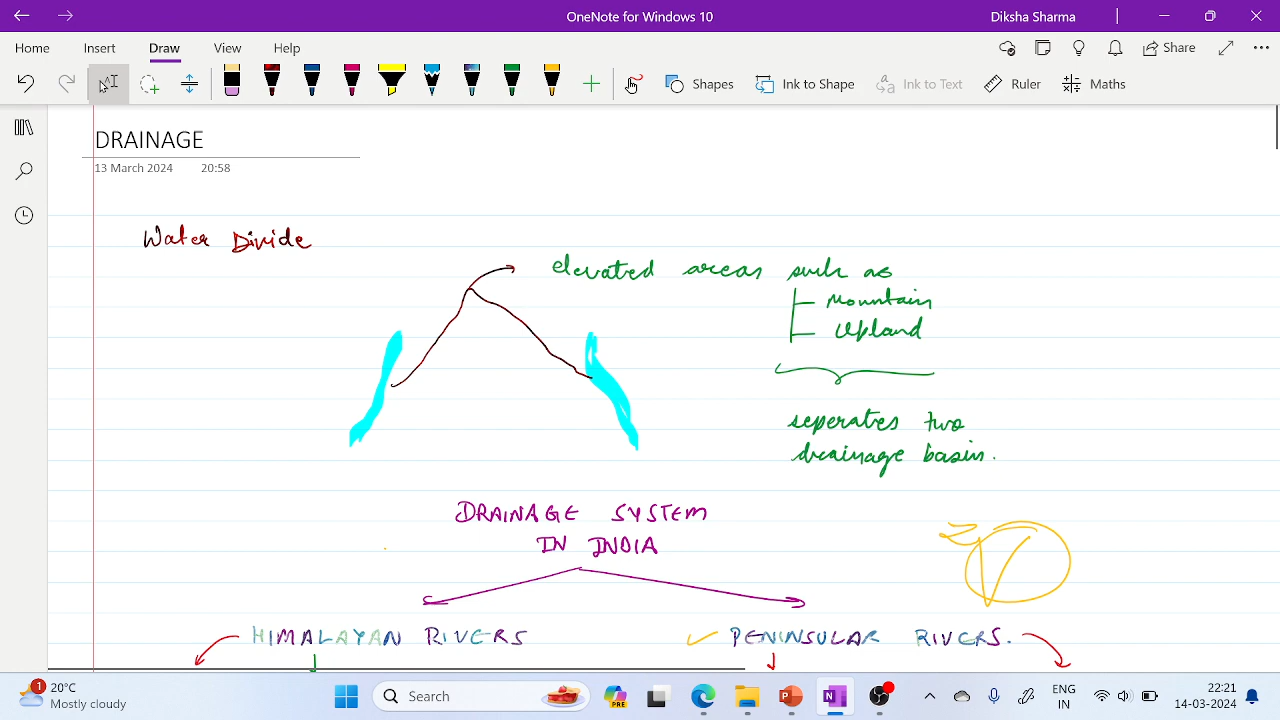 OneNote for Windows 10
Diksha Sharma
Home Insert Draw View Help
Share
Shapes Ink to Shape Ink to Text Ruler Maths
DRAINAGE
13 March 2024 20:58
Water Divide
elevated areas such as
Mountain
Upland
seperates two
drainage basin.
DRAINAGE SYSTEM
IN INDIA
HIMALAYAN RIVERS
PENINSULAR RIVERS.
1
20°C
Mostly cloudy
Search
PRE
ENG
IN
22:21
14-03-2024